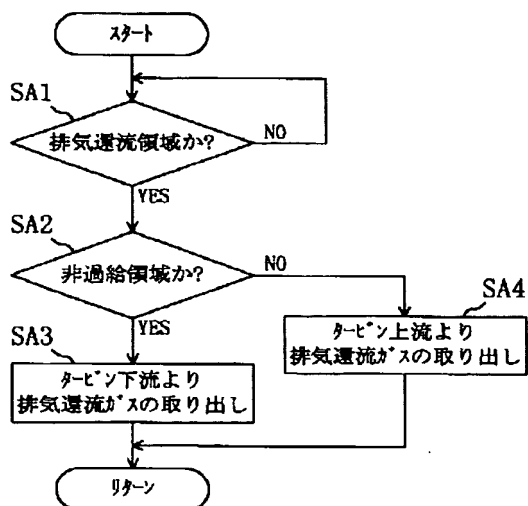 スタート
SA1
排気還流領域か?
NO
YES
SA2
非過給領域か?
NO
YES
SA4
タービン上流より
排気還流ガスの取り出し
SA3
タービン下流より
排気還流ガスの取り出し
リターン